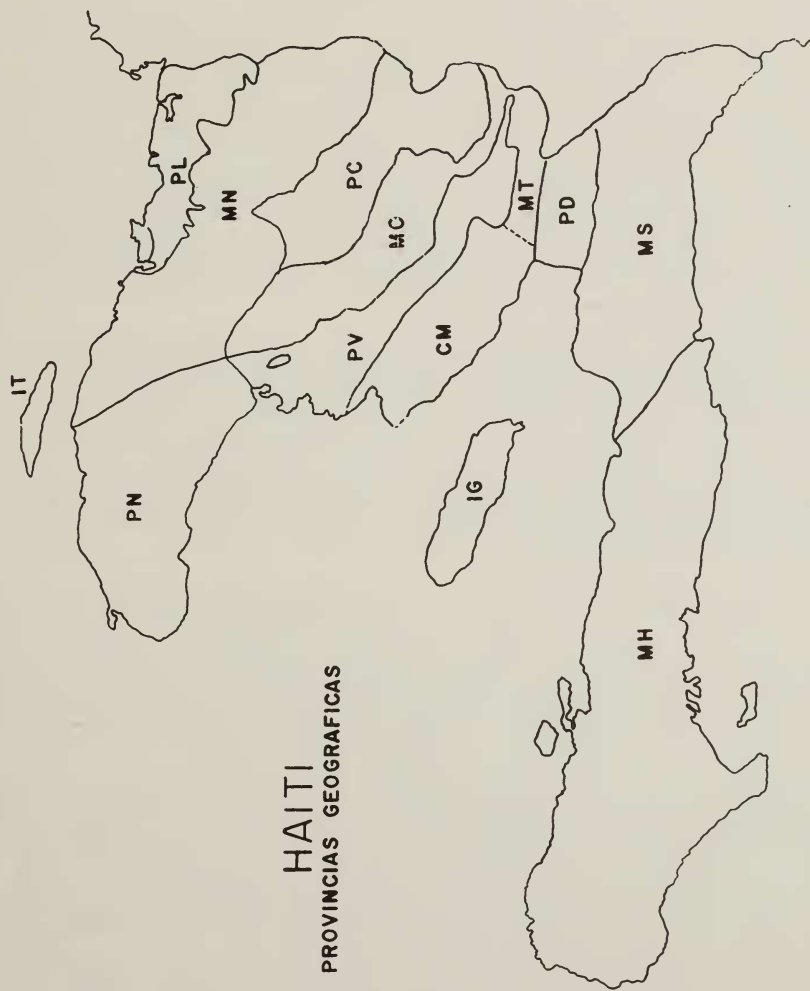 HAITI
PROVINCIAS GEOGRAFICAS
IT
PN
PL
MN
PC
MC
PV
CM
MT
PD
MS
IG
MH